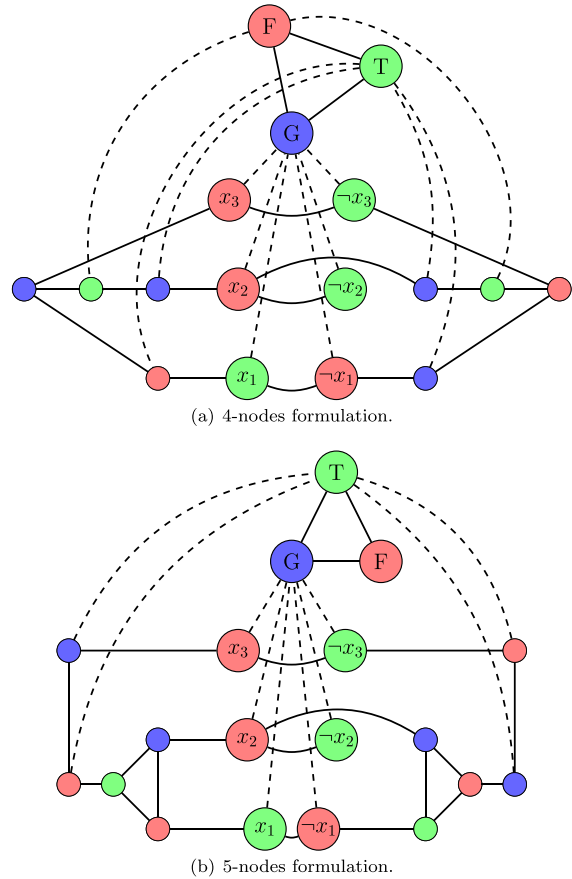 F
T
G
x₃ ¬x₃
x₂ ¬x₂
x₁ ¬x₁
(a) 4-nodes formulation.
T
G F
x₃ ¬x₃
x₂ ¬x₂
x₁ ¬x₁
(b) 5-nodes formulation.